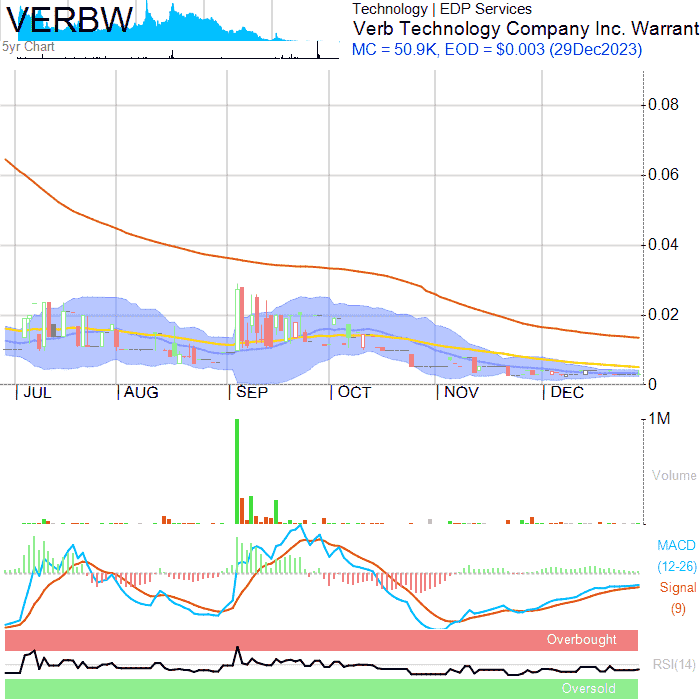 VERBW
Technology | EDP Services
Verb Technology Company Inc. Warrant
MC = 50.9K, EOD = $0.003 (29Dec2023)
5yr Chart
0.08
0.06
0.04
0.02
0
JUL AUG SEP OCT NOV DEC
1M
Volume
MACD
(12-26)
Signal
(9)
Overbought
RSI(14)
Oversold